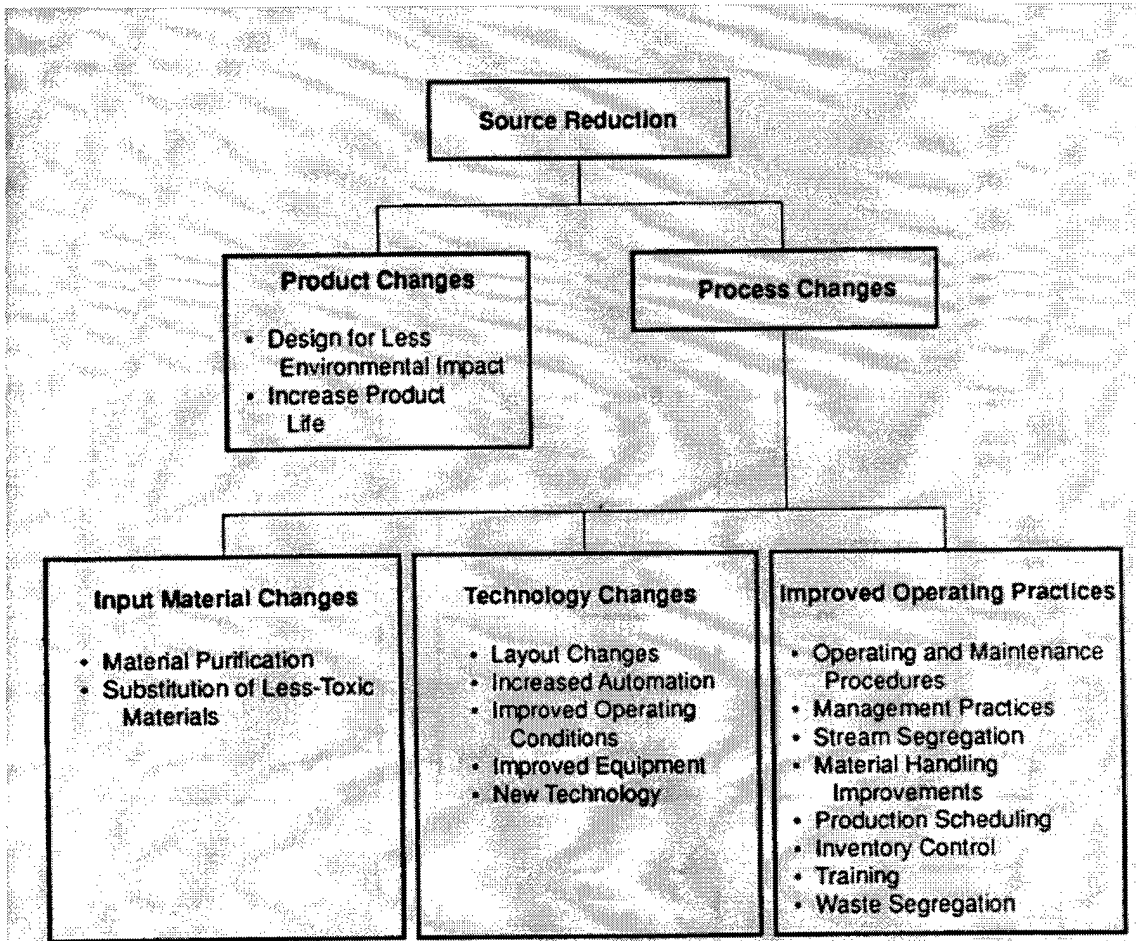 Source Reduction
Product Changes
• Design for Less
Environmental Impact
• Increase Product
Life
Process Changes
Input Material Changes
• Material Purification
• Substitution of Less-Toxic
Materials
Technology Changes
• Layout Changes
• Increased Automation
• Improved Operating
Conditions
• Improved Equipment
• New Technology
Improved Operating Practices
• Operating and Maintenance
Procedures
• Management Practices
• Stream Segregation
• Material Handling
Improvements
• Production Scheduling
• Inventory Control
• Training
• Waste Segregation